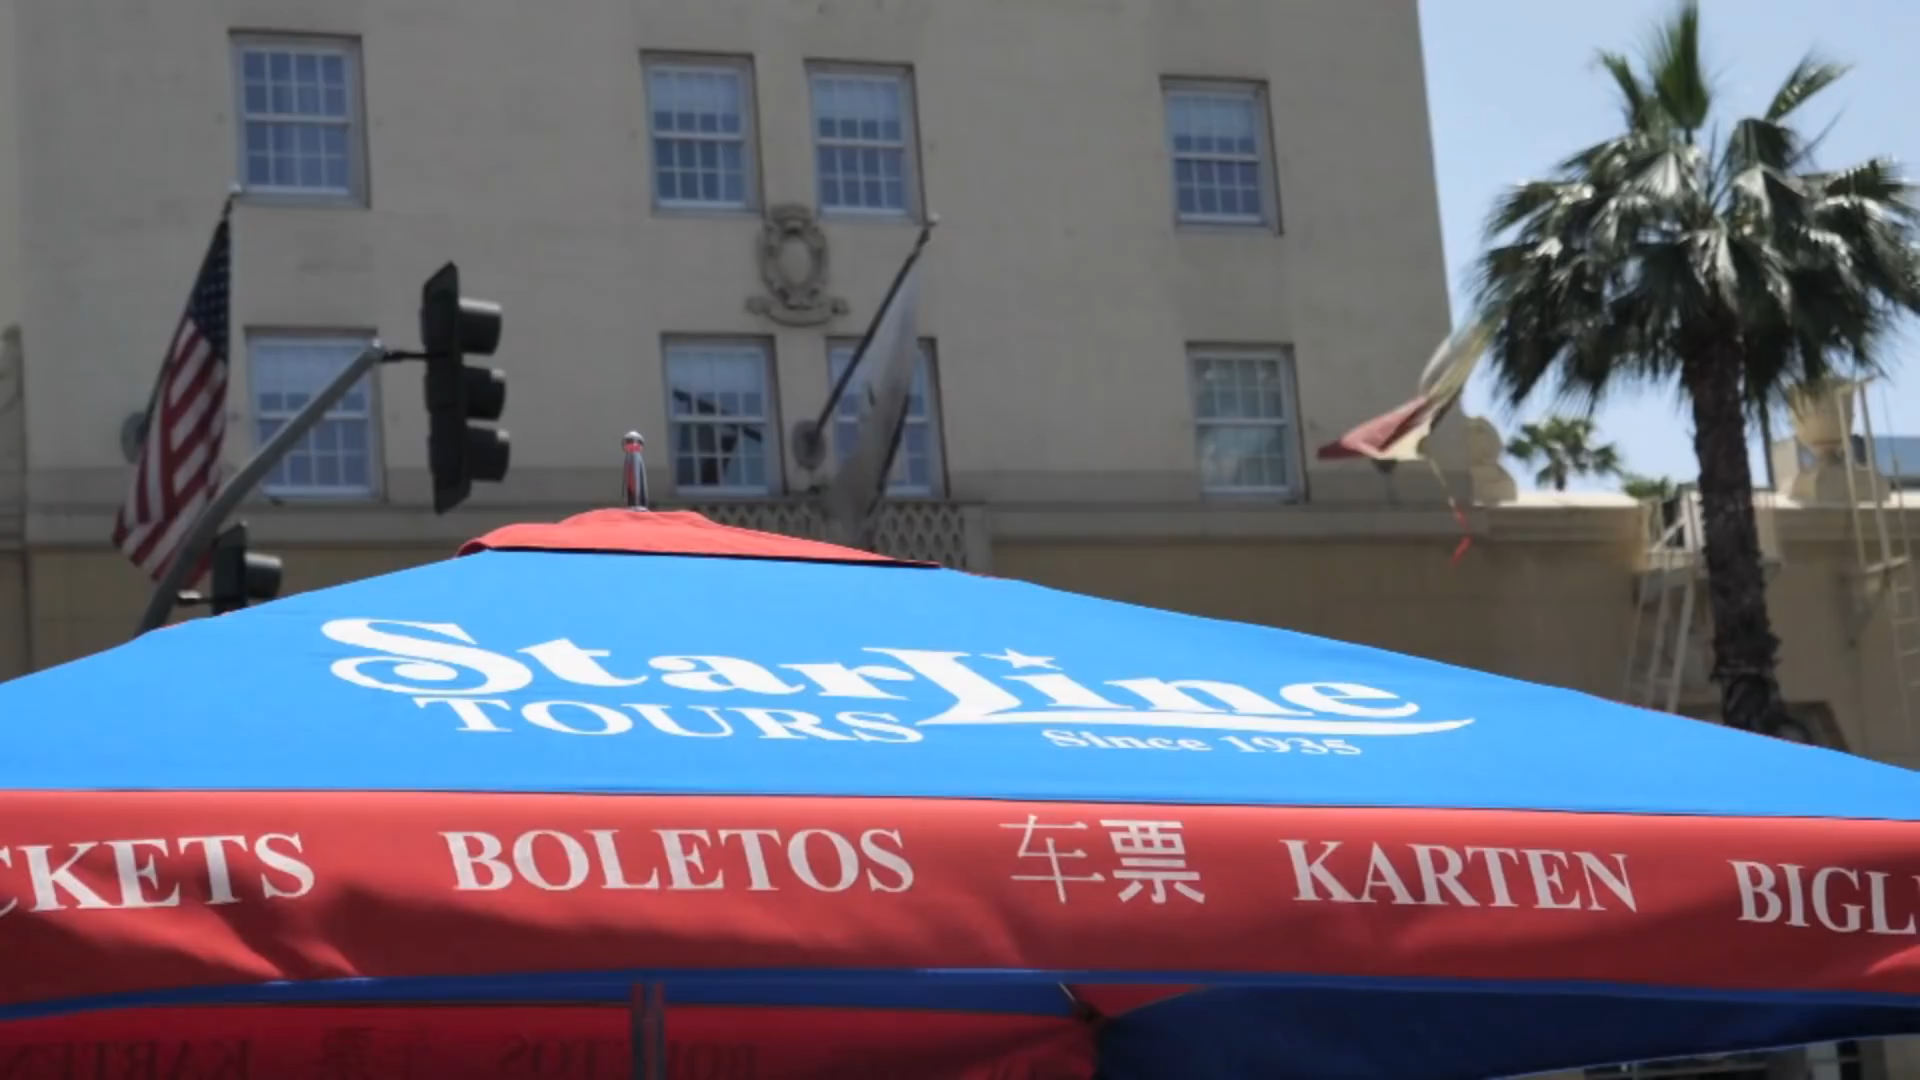 StarLine
TOURS
Since 1935
CKETS BOLETOS 车票 KARTEN BIGL